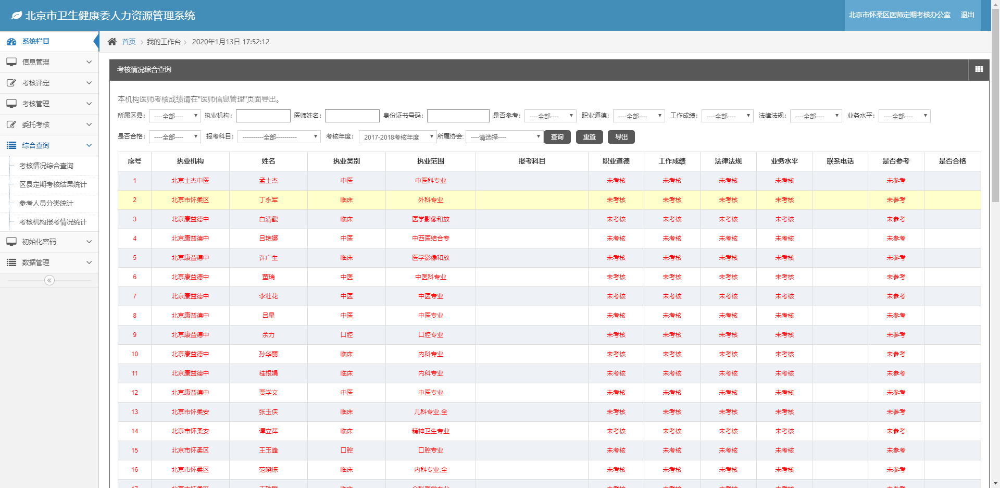 北京市卫生健康委人力资源管理系统
北京市怀柔区医师定期考核办公室 退出
系统栏目
首页 我的工作台 2020年1月13日 17:52:12
信息管理
考核评定
考核管理
委托考核
综合查询
考核情况综合查询
区县定期考核结果统计
参考人员分类统计
考核机构报考情况统计
初始化密码
数据管理
考核情况综合查询
本机构医师考核成绩请在"医师信息管理"页面导出。
所属区县: ----全部---- 执业机构: 医师姓名: 身份证书号码: 是否参考: ----全部---- 职业道德: ----全部---- 工作成绩: ----全部---- 法律法规: ----全部---- 业务水平: ----全部----
是否合格: ----全部---- 报考科目: ----------全部---------- 考核年度: 2017-2018考核年度 所属协会: ----请选择---- 查询 重置 导出
序号 执业机构 姓名 执业类别 执业范围 报考科目 职业道德 工作成绩 法律法规 业务水平 联系电话 是否参考 是否合格
1 北京士杰中医 孟士杰 中医 中医科专业 未考核 未考核 未考核 未考核 未参考
2 北京市怀柔区 丁永军 临床 外科专业 未考核 未考核 未考核 未考核 未参考
3 北京康益德中 白清馥 临床 医学影像和放 未考核 未考核 未考核 未考核 未参考
4 北京康益德中 吕艳娜 中医 中西医结合专 未考核 未考核 未考核 未考核 未参考
5 北京康益德中 许广生 临床 医学影像和放 未考核 未考核 未考核 未考核 未参考
6 北京康益德中 董瑞 中医 中医科专业 未考核 未考核 未考核 未考核 未参考
7 北京康益德中 李壮花 中医 中医专业 未考核 未考核 未考核 未考核 未参考
8 北京康益德中 吕星 中医 中医专业 未考核 未考核 未考核 未考核 未参考
9 北京康益德中 余力 口腔 口腔专业 未考核 未考核 未考核 未考核 未参考
10 北京康益德中 孙华丽 临床 内科专业 未考核 未考核 未考核 未考核 未参考
11 北京康益德中 桂根娟 临床 内科专业 未考核 未考核 未考核 未考核 未参考
12 北京康益德中 贾学文 中医 中医专业 未考核 未考核 未考核 未考核 未参考
13 北京市怀柔安 张玉侠 临床 儿科专业,全 未考核 未考核 未考核 未考核 未参考
14 北京市怀柔安 谭立萍 临床 精神卫生专业 未考核 未考核 未考核 未考核 未参考
15 北京市怀柔区 王玉峰 口腔 口腔专业 未考核 未考核 未考核 未考核 未参考
16 北京市怀柔区 范晓栋 临床 内科专业,全 未考核 未考核 未考核 未考核 未参考